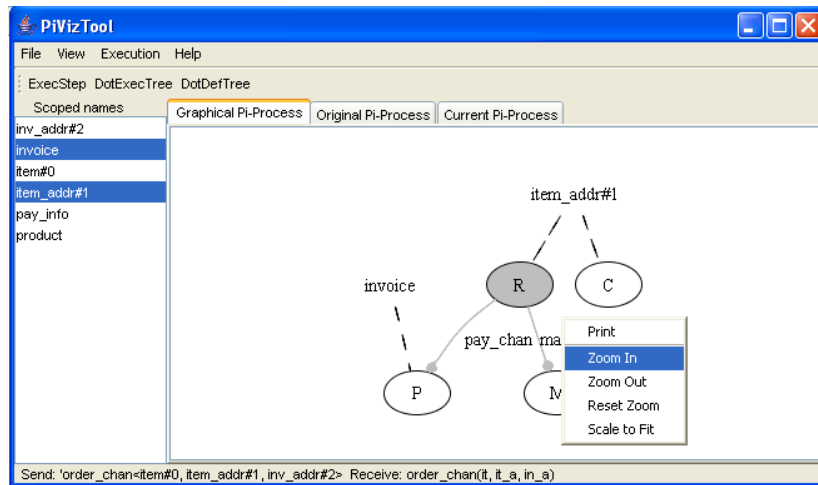 PiVizTool
File View Execution Help
ExecStep DotExecTree DotDefTree
Scoped names
Graphical Pi-Process Original Pi-Process Current Pi-Process
inv_addr#2
invoice
item#0
item_addr#1
pay_info
product
item_addr#1
invoice
R
C
pay_chan
P
M
Print
Zoom In
Zoom Out
Reset Zoom
Scale to Fit
Send: 'order_chan<item#0, item_addr#1, inv_addr#2> Receive: order_chan(it, it_a, in_a)